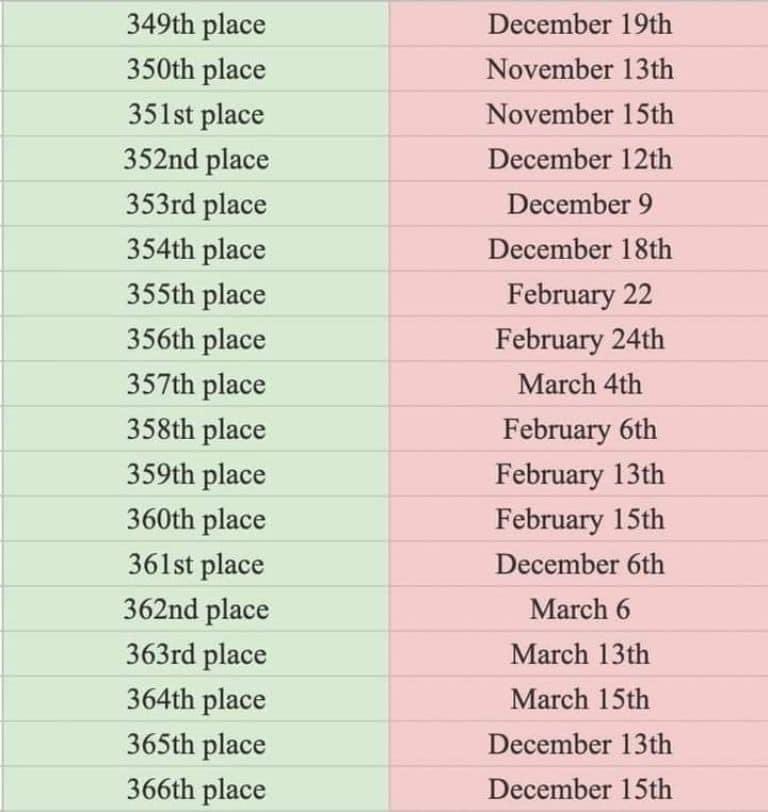 349th place December 19th
350th place November 13th
351st place November 15th
352nd place December 12th
353rd place December 9
354th place December 18th
355th place February 22
356th place February 24th
357th place March 4th
358th place February 6th
359th place February 13th
360th place February 15th
361st place December 6th
362nd place March 6
363rd place March 13th
364th place March 15th
365th place December 13th
366th place December 15th